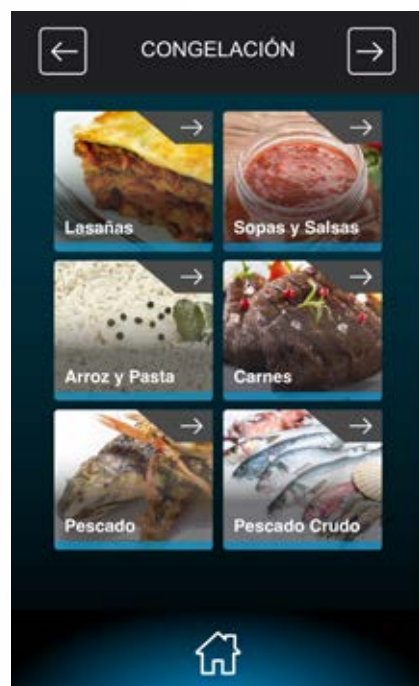 CONGELACIÓN
Lasañas
Sopas y Salsas
Arroz y Pasta
Carnes
Pescado
Pescado Crudo